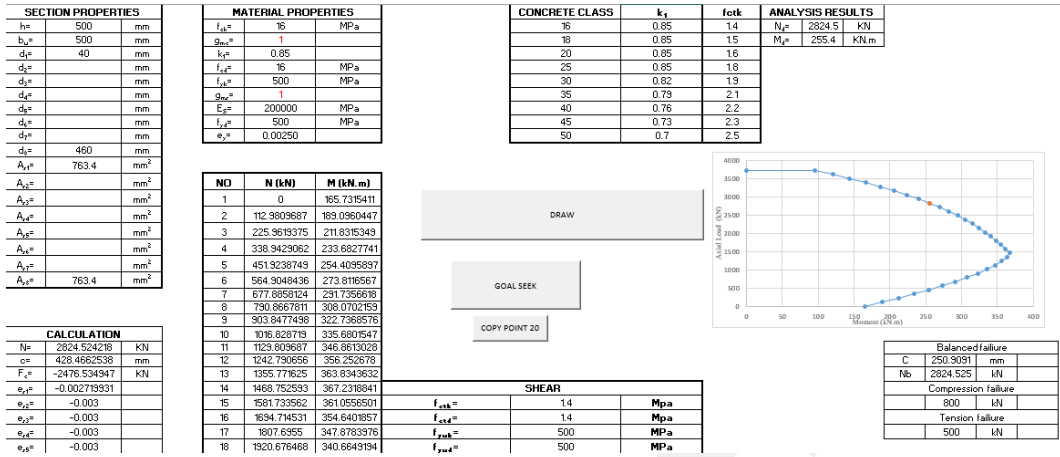 SECTION PROPERTIES MATERIAL PROPERTIES CONCRETE CLASS k1 fctk ANALYSIS RESULTS
h= 500 mm fck= 16 MPa 16 0.85 1.4 Nd= 2824.5 KN
bw= 500 mm gmc= 1 18 0.85 1.5 Md= 255.4 KN.m
d1= 40 mm k1= 0.85 20 0.85 1.6
d2= mm fcd= 16 MPa 25 0.85 1.8
d3= mm fyk= 500 MPa 30 0.82 1.9
d4= mm gms= 1 35 0.79 2.1
d5= mm Es= 200000 MPa 40 0.76 2.2
d6= mm fyd= 500 MPa 45 0.73 2.3
d7= mm ey= 0.00250 50 0.7 2.5
d8= 460 mm
As1= 763.4 mm2
As2= mm2
As3= mm2
As4= mm2
As5= mm2
As6= mm2
As7= mm2
As8= 763.4 mm2
NO N (kN) M (kN.m)
1 0 165.7315411
2 112.9809687 189.0960447
3 225.9619375 211.8315349
4 338.9429062 233.6827741
5 451.9238749 254.4095897
6 564.9048436 273.8116567
7 677.8858124 291.7356618
8 790.8667811 308.0702159
9 903.8477498 322.7368576
10 1016.828719 335.6801547
11 1129.809687 346.8613028
12 1242.790656 356.252678
13 1355.771625 363.8343632
14 1468.752593 367.2318841
15 1581.733562 361.0556501
16 1694.714531 354.6401857
17 1807.6955 347.8783976
18 1920.676468 340.6649194
DRAW
GOAL SEEK
COPY POINT 20
4000
3500
3000
2500
2000
1500
1000
500
0
Axial Load (kN)
0 50 100 150 200 250 300 350 400
Moment (kN.m)
CALCULATION
N= 2824.524218 KN
c= 428.4662538 mm
Fc= -2476.534947 KN
es1= -0.002719931
es2= -0.003
es3= -0.003
es4= -0.003
es5= -0.003
SHEAR
fctk= 1.4 Mpa
fctd= 1.4 Mpa
fywk= 500 MPa
fywd= 500 MPa
Balanced failure
C 250.9091 mm
Nb 2824.525 kN
Compression failure
800 kN
Tension failure
500 kN